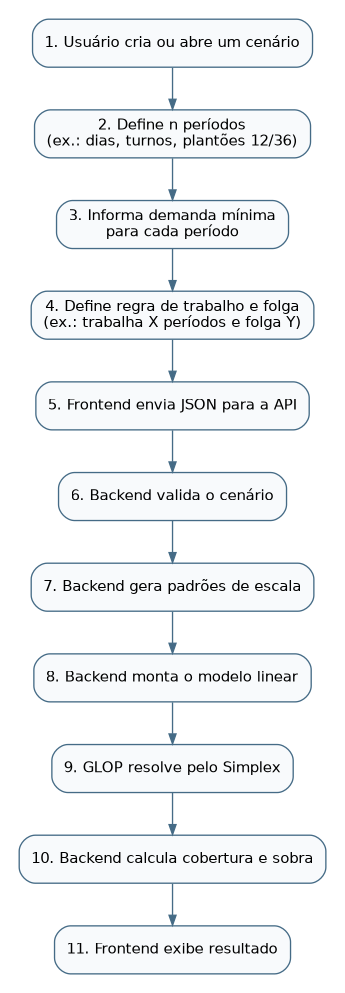 1. Usuário cria ou abre um cenário
2. Define n períodos
(ex.: dias, turnos, plantões 12/36)
3. Informa demanda mínima
para cada período
4. Define regra de trabalho e folga
(ex.: trabalha X períodos e folga Y)
5. Frontend envia JSON para a API
6. Backend valida o cenário
7. Backend gera padrões de escala
8. Backend monta o modelo linear
9. GLOP resolve pelo Simplex
10. Backend calcula cobertura e sobra
11. Frontend exibe resultado